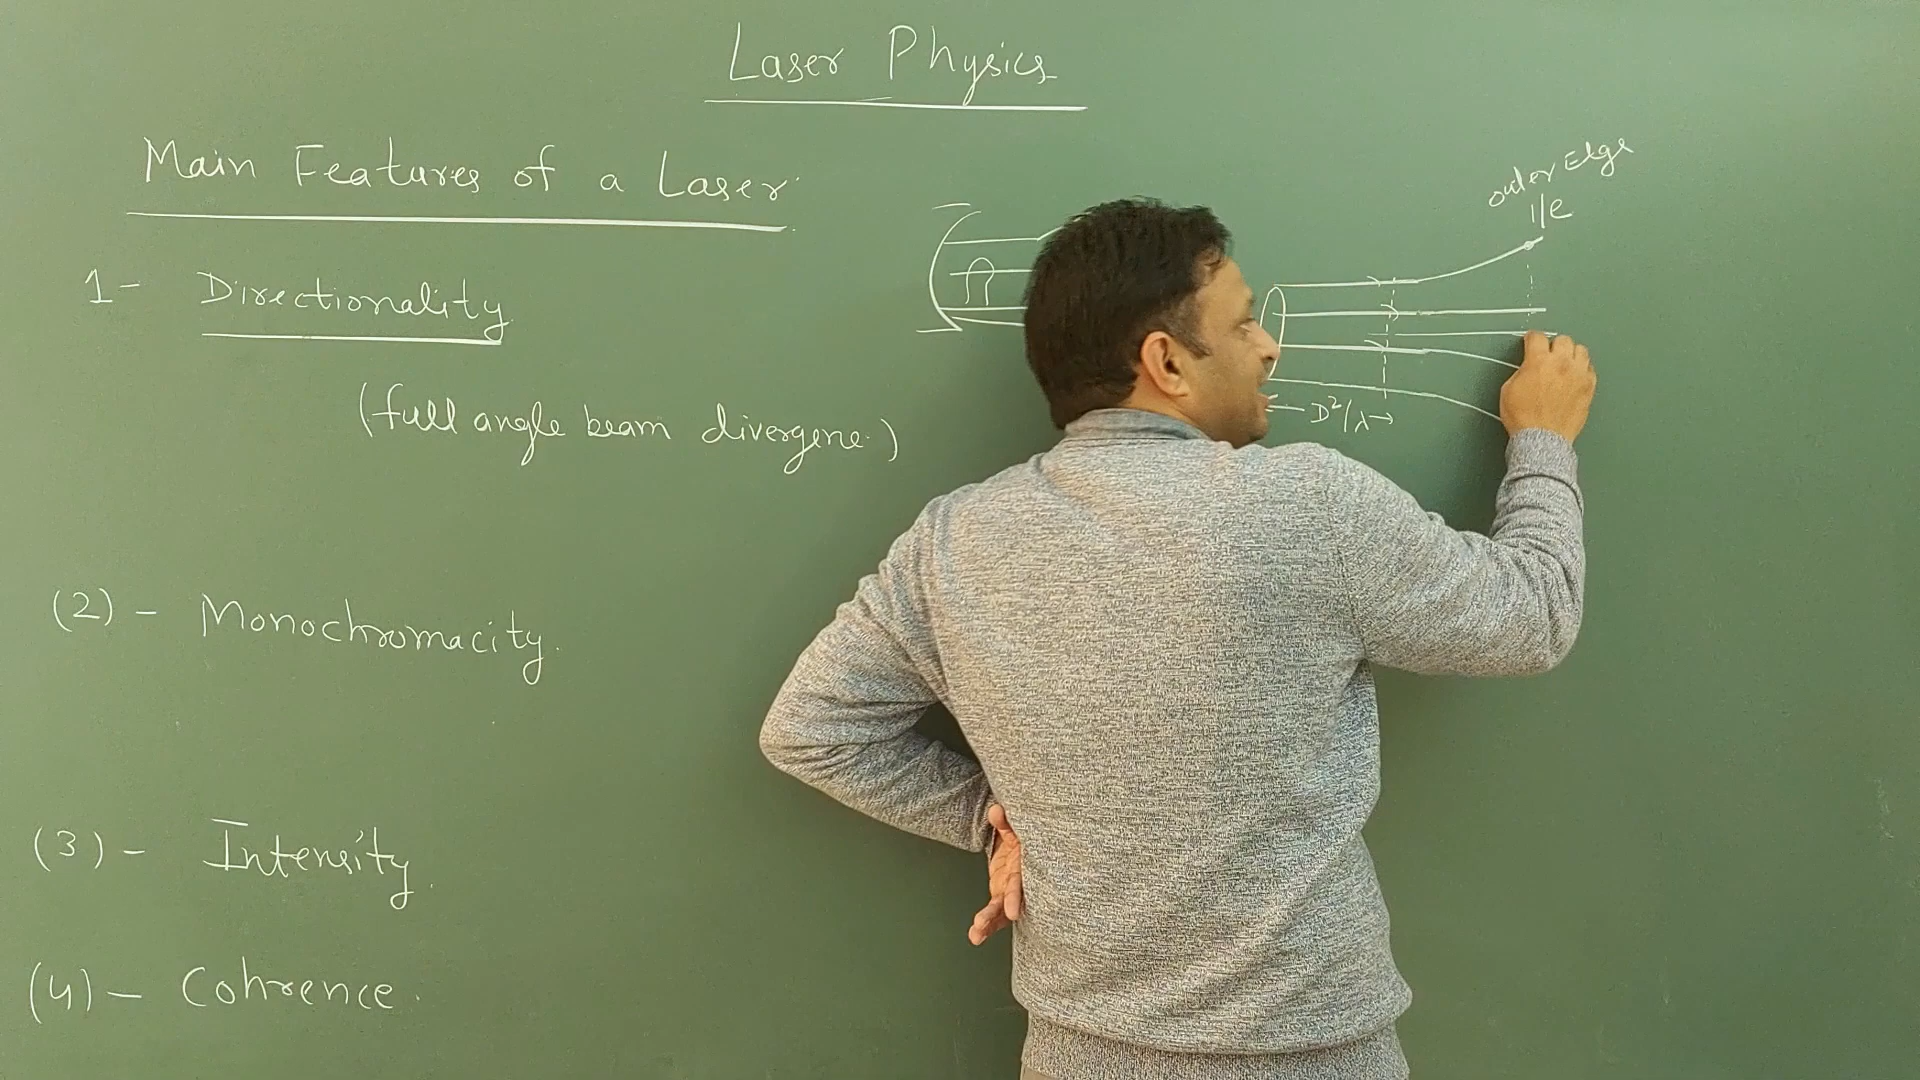 Laser Physics
Main Features of a Laser.
1- Directionality
(full angle beam divergene.)
(2) - Monochromacity.
(3) - Intensity.
(4) - Cohrence.
outer Edge
1/e
D²/λ